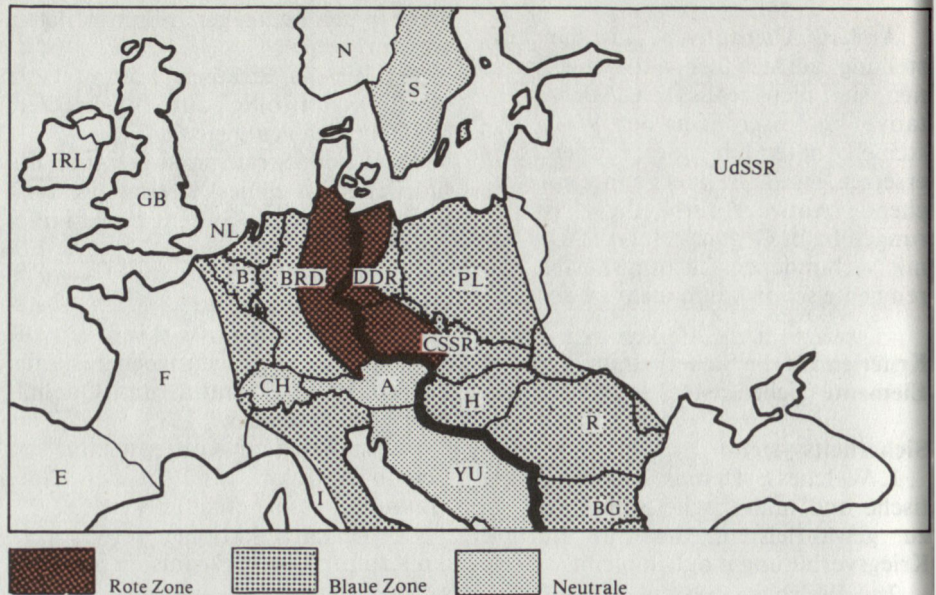 N
S
IRL
GB
UdSSR
NL
B
BRD
DDR
PL
CSSR
F
CH
A
H
R
E
I
YU
BG
Rote Zone
Blaue Zone
Neutrale